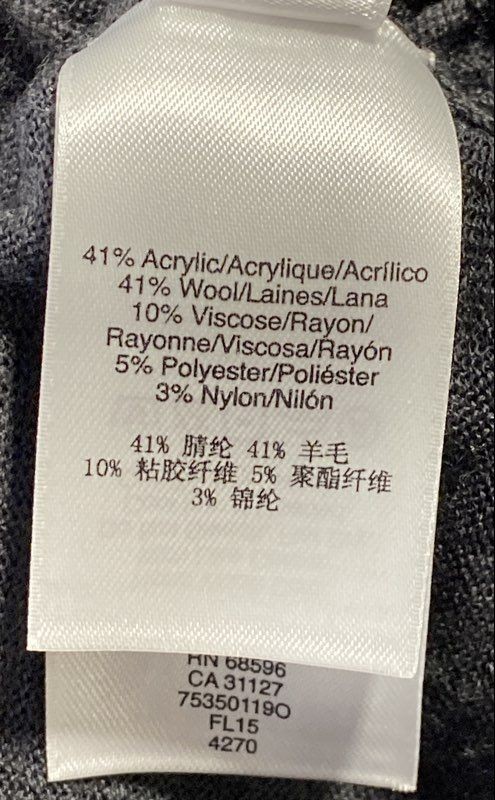 41% Acrylic/Acrylique/Acrílico
41% Wool/Laines/Lana
10% Viscose/Rayon/
Rayonne/Viscosa/Rayón
5% Polyester/Poliéster
3% Nylon/Nilón
41% 腈纶 41% 羊毛
10% 粘胶纤维 5% 聚酯纤维
3% 锦纶
RN 68596
CA 31127
75350119O
FL15
4270